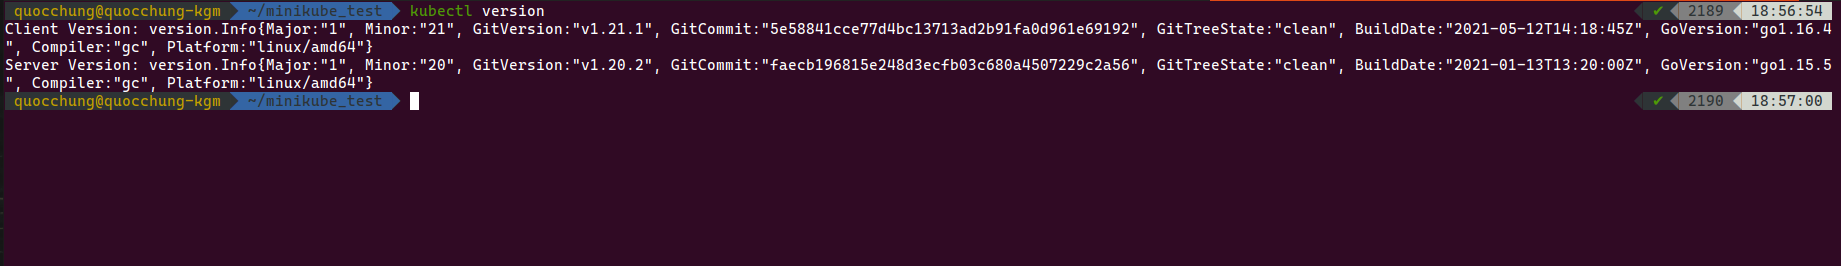 quocchung@quocchung-kgm ~/minikube_test kubectl version ✔ 2189 18:56:54
Client Version: version.Info{Major:"1", Minor:"21", GitVersion:"v1.21.1", GitCommit:"5e58841cce77d4bc13713ad2b91fa0d961e69192", GitTreeState:"clean", BuildDate:"2021-05-12T14:18:45Z", GoVersion:"go1.16.4
", Compiler:"gc", Platform:"linux/amd64"}
Server Version: version.Info{Major:"1", Minor:"20", GitVersion:"v1.20.2", GitCommit:"faecb196815e248d3ecfb03c680a4507229c2a56", GitTreeState:"clean", BuildDate:"2021-01-13T13:20:00Z", GoVersion:"go1.15.5
", Compiler:"gc", Platform:"linux/amd64"}
quocchung@quocchung-kgm ~/minikube_test ✔ 2190 18:57:00